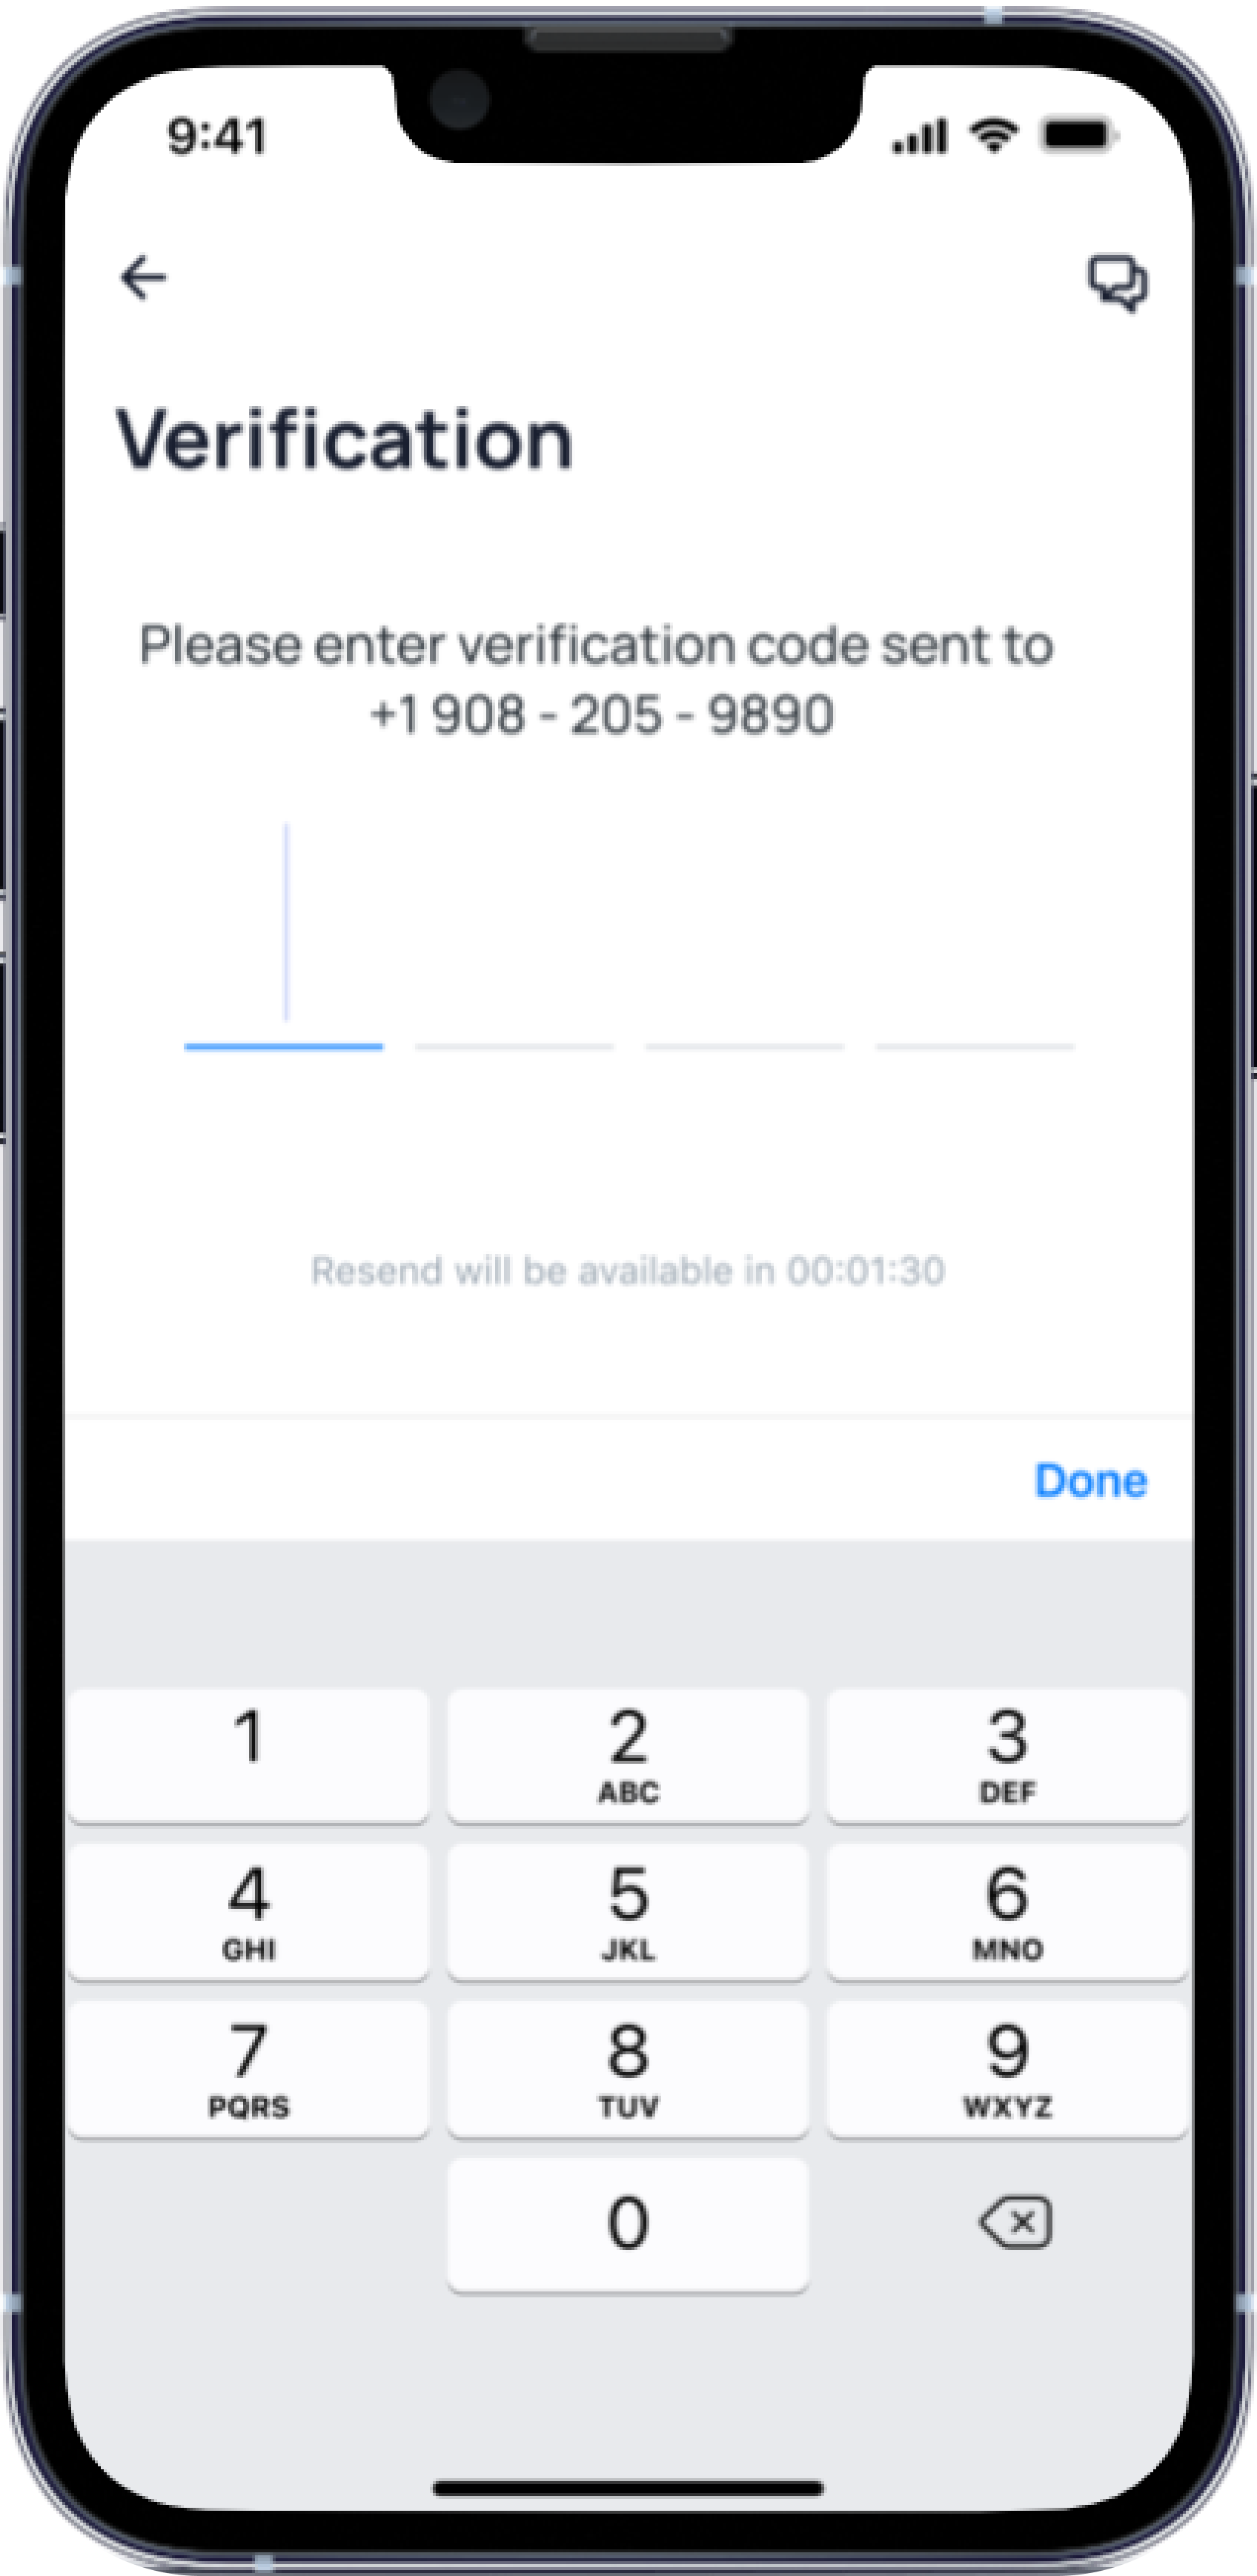 9:41
Verification
Please enter verification code sent to
+1 908 - 205 - 9890
Resend will be available in 00:01:30
Done
1
2
3
ABC
DEF
4
5
6
GHI
JKL
MNO
7
8
9
PQRS
TUV
WXYZ
0